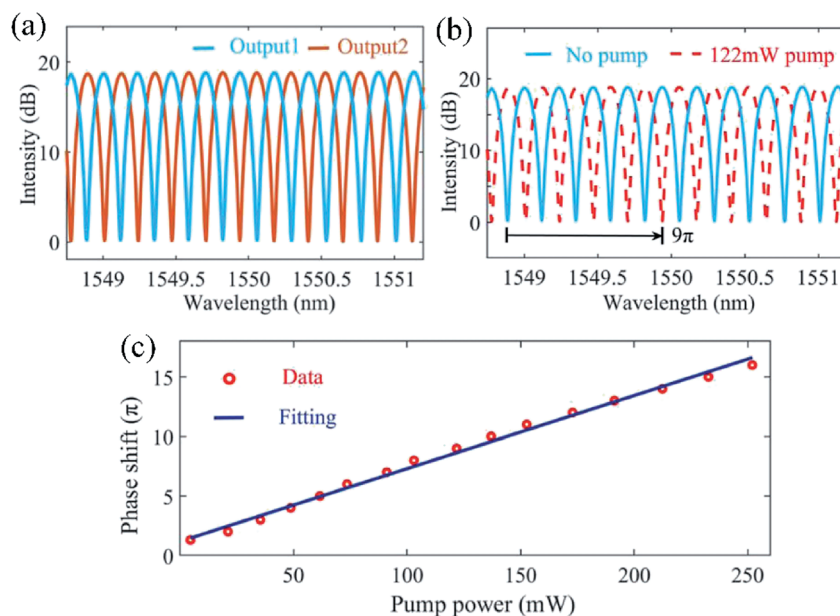 (a)
Output1 Output2
20
10
0
Intensity (dB)
1549 1549.5 1550 1550.5 1551
Wavelength (nm)
(b)
No pump 122mW pump
20
10
0
Intensity (dB)
9π
1549 1549.5 1550 1550.5 1551
Wavelength (nm)
(c)
Data
Fitting
15
10
5
0
Phase shift (π)
50 100 150 200 250
Pump power (mW)